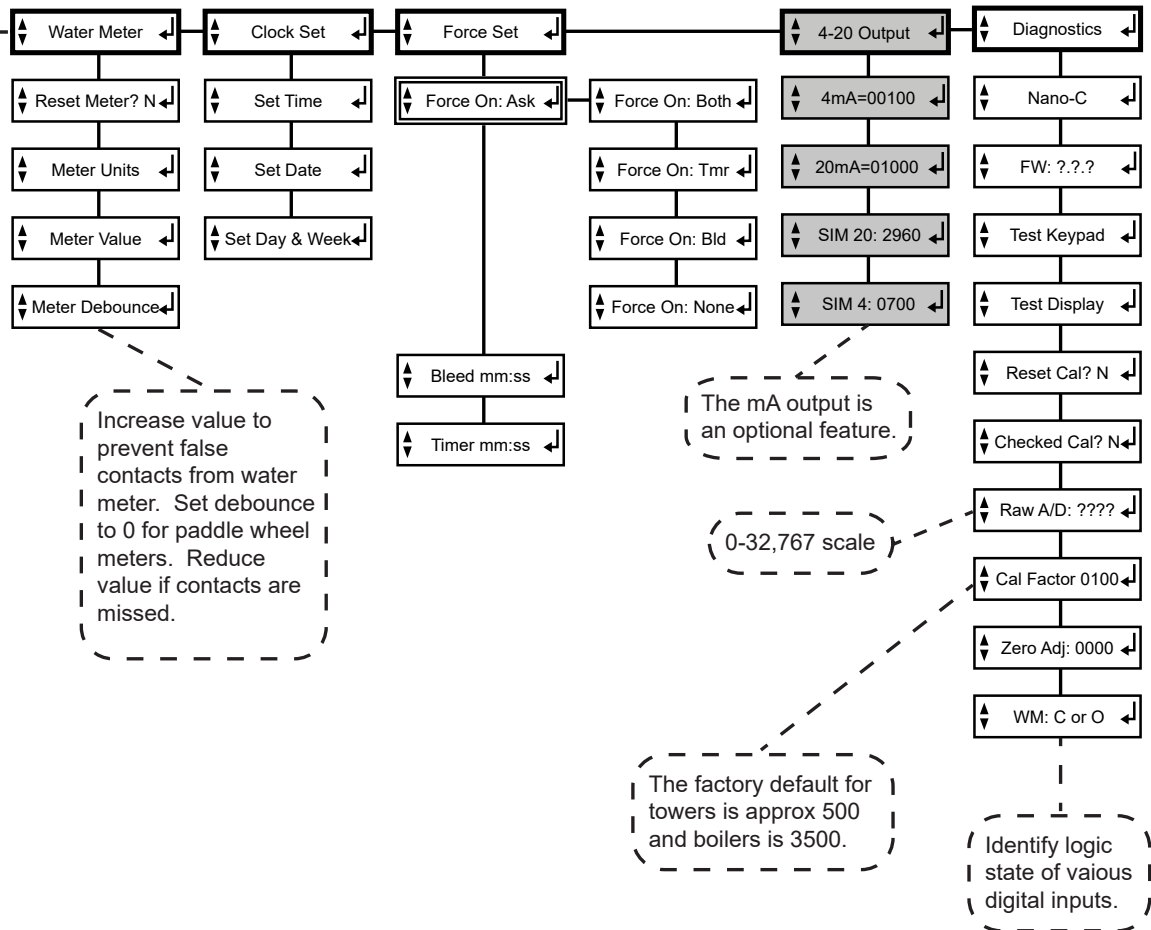 Water Meter
Reset Meter? N
Meter Units
Meter Value
Meter Debounce
Increase value to
prevent false
contacts from water
meter. Set debounce
to 0 for paddle wheel
meters. Reduce
value if contacts are
missed.
Clock Set
Set Time
Set Date
Set Day & Week
Force Set
Force On: Ask
Force On: Both
Force On: Tmr
Force On: Bld
Force On: None
Bleed mm:ss
Timer mm:ss
4-20 Output
4mA=00100
20mA=01000
SIM 20: 2960
SIM 4: 0700
The mA output is
an optional feature.
Diagnostics
Nano-C
FW: ?.?.?
Test Keypad
Test Display
Reset Cal? N
Checked Cal? N
Raw A/D: ????
0-32,767 scale
Cal Factor 0100
The factory default for
towers is approx 500
and boilers is 3500.
Zero Adj: 0000
WM: C or O
Identify logic
state of vaious
digital inputs.